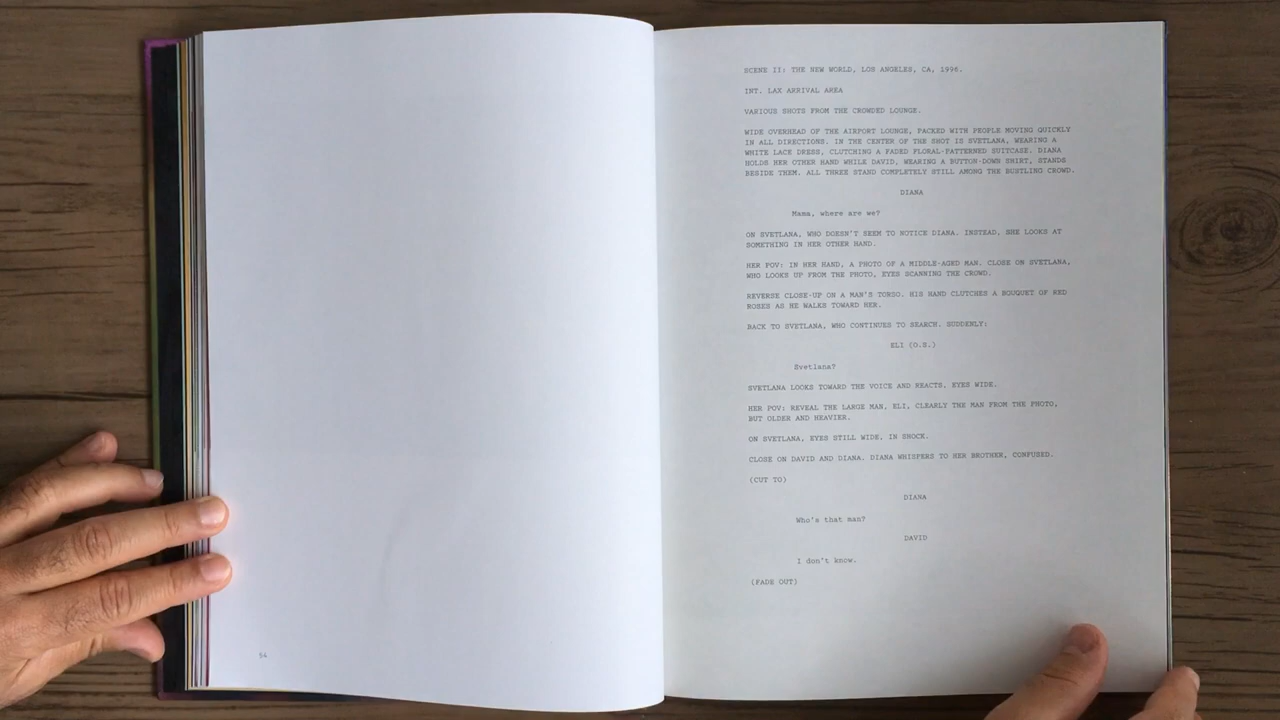 54
SCENE II: THE NEW WORLD, LOS ANGELES, CA, 1996.
INT. LAX ARRIVAL AREA
VARIOUS SHOTS FROM THE CROWDED LOUNGE.
WIDE OVERHEAD OF THE AIRPORT LOUNGE, PACKED WITH PEOPLE MOVING QUICKLY
IN ALL DIRECTIONS. IN THE CENTER OF THE SHOT IS SVETLANA, WEARING A
WHITE LACE DRESS, CLUTCHING A FADED FLORAL-PATTERNED SUITCASE. DIANA
HOLDS HER OTHER HAND WHILE DAVID, WEARING A BUTTON-DOWN SHIRT, STANDS
BESIDE THEM. ALL THREE STAND COMPLETELY STILL AMONG THE BUSTLING CROWD.
DIANA
Mama, where are we?
ON SVETLANA, WHO DOESN'T SEEM TO NOTICE DIANA. INSTEAD, SHE LOOKS AT
SOMETHING IN HER OTHER HAND.
HER POV: IN HER HAND, A PHOTO OF A MIDDLE-AGED MAN. CLOSE ON SVETLANA,
WHO LOOKS UP FROM THE PHOTO, EYES SCANNING THE CROWD.
REVERSE CLOSE-UP ON A MAN'S TORSO. HIS HAND CLUTCHES A BOUQUET OF RED
ROSES AS HE WALKS TOWARD HER.
BACK TO SVETLANA, WHO CONTINUES TO SEARCH. SUDDENLY:
ELI (O.S.)
Svetlana?
SVETLANA LOOKS TOWARD THE VOICE AND REACTS, EYES WIDE.
HER POV: REVEAL THE LARGE MAN, ELI, CLEARLY THE MAN FROM THE PHOTO,
BUT OLDER AND HEAVIER.
ON SVETLANA, EYES STILL WIDE, IN SHOCK.
CLOSE ON DAVID AND DIANA. DIANA WHISPERS TO HER BROTHER, CONFUSED.
(CUT TO)
DIANA
Who's that man?
DAVID
I don't know.
(FADE OUT)